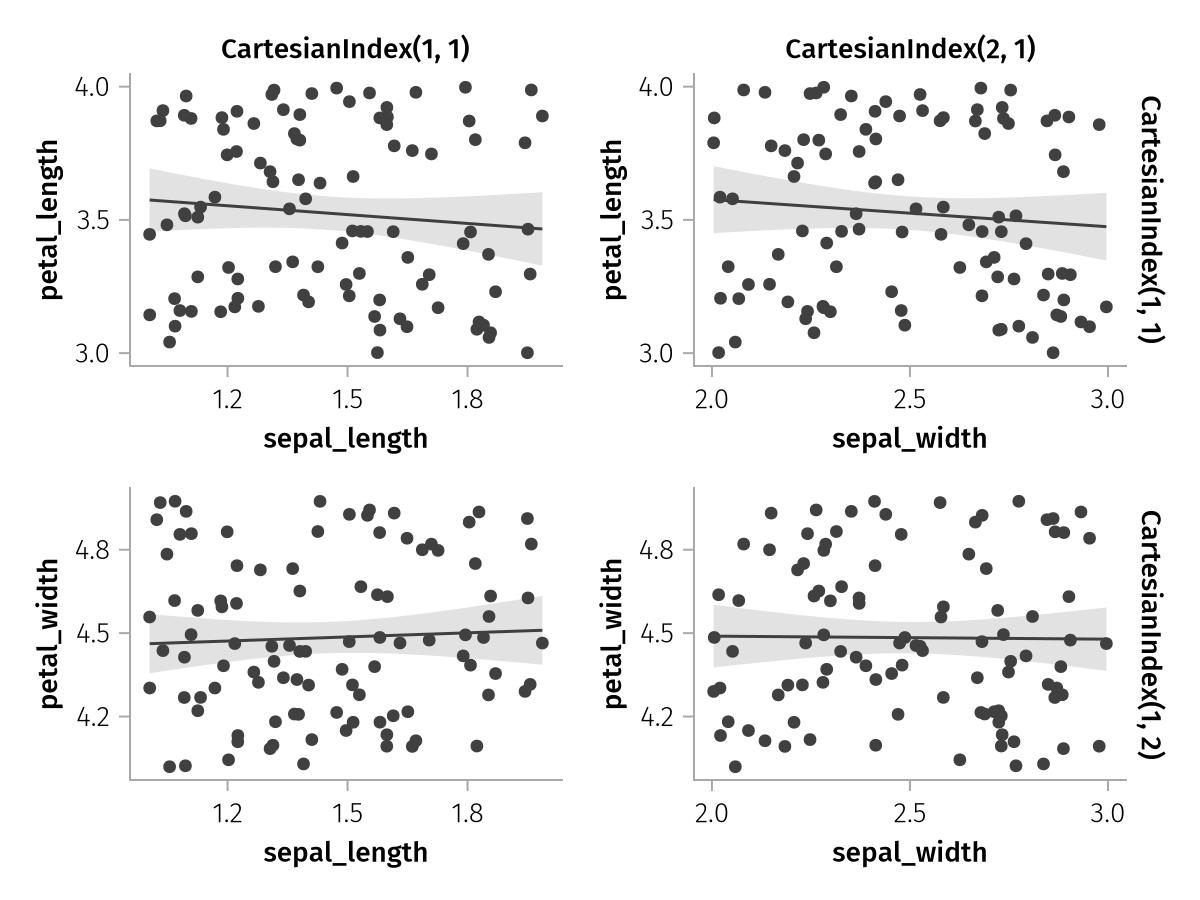 CartesianIndex(1, 1)
CartesianIndex(2, 1)
petal_length
4.0
3.5
3.0
1.2
1.5
1.8
sepal_length
petal_length
4.0
3.5
3.0
2.0
2.5
3.0
sepal_width
CartesianIndex(1, 1)
petal_width
4.8
4.5
4.2
1.2
1.5
1.8
sepal_length
petal_width
4.8
4.5
4.2
2.0
2.5
3.0
sepal_width
CartesianIndex(1, 2)